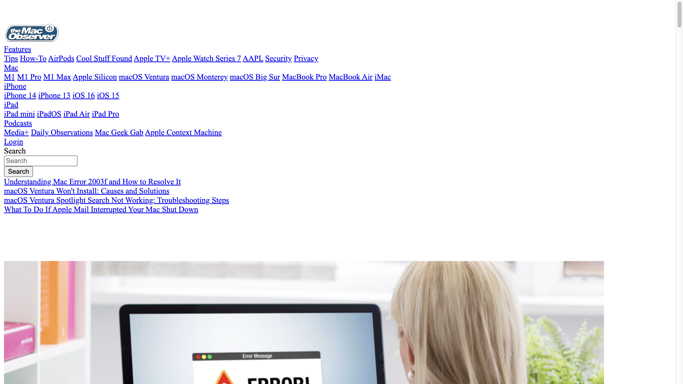 the Mac
Observer
Features
Tips How-To AirPods Cool Stuff Found Apple TV+ Apple Watch Series 7 AAPL Security Privacy
Mac
M1 M1 Pro M1 Max Apple Silicon macOS Ventura macOS Monterey macOS Big Sur MacBook Pro MacBook Air iMac
iPhone
iPhone 14 iPhone 13 iOS 16 iOS 15
iPad
iPad mini iPadOS iPad Air iPad Pro
Podcasts
Media+ Daily Observations Mac Geek Gab Apple Context Machine
Login
Search
Search
Search
Understanding Mac Error 2003f and How to Resolve It
macOS Ventura Won't Install: Causes and Solutions
macOS Ventura Spotlight Search Not Working: Troubleshooting Steps
What To Do If Apple Mail Interrupted Your Mac Shut Down
Error Message
ERROR!